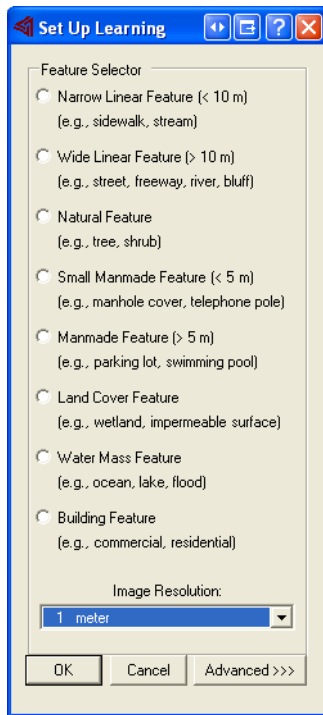 Set Up Learning
Feature Selector
Narrow Linear Feature (< 10 m)
(e.g., sidewalk, stream)
Wide Linear Feature (> 10 m)
(e.g., street, freeway, river, bluff)
Natural Feature
(e.g., tree, shrub)
Small Manmade Feature (< 5 m)
(e.g., manhole cover, telephone pole)
Manmade Feature (> 5 m)
(e.g., parking lot, swimming pool)
Land Cover Feature
(e.g., wetland, impermeable surface)
Water Mass Feature
(e.g., ocean, lake, flood)
Building Feature
(e.g., commercial, residential)
Image Resolution:
1 meter
OK Cancel Advanced >>>